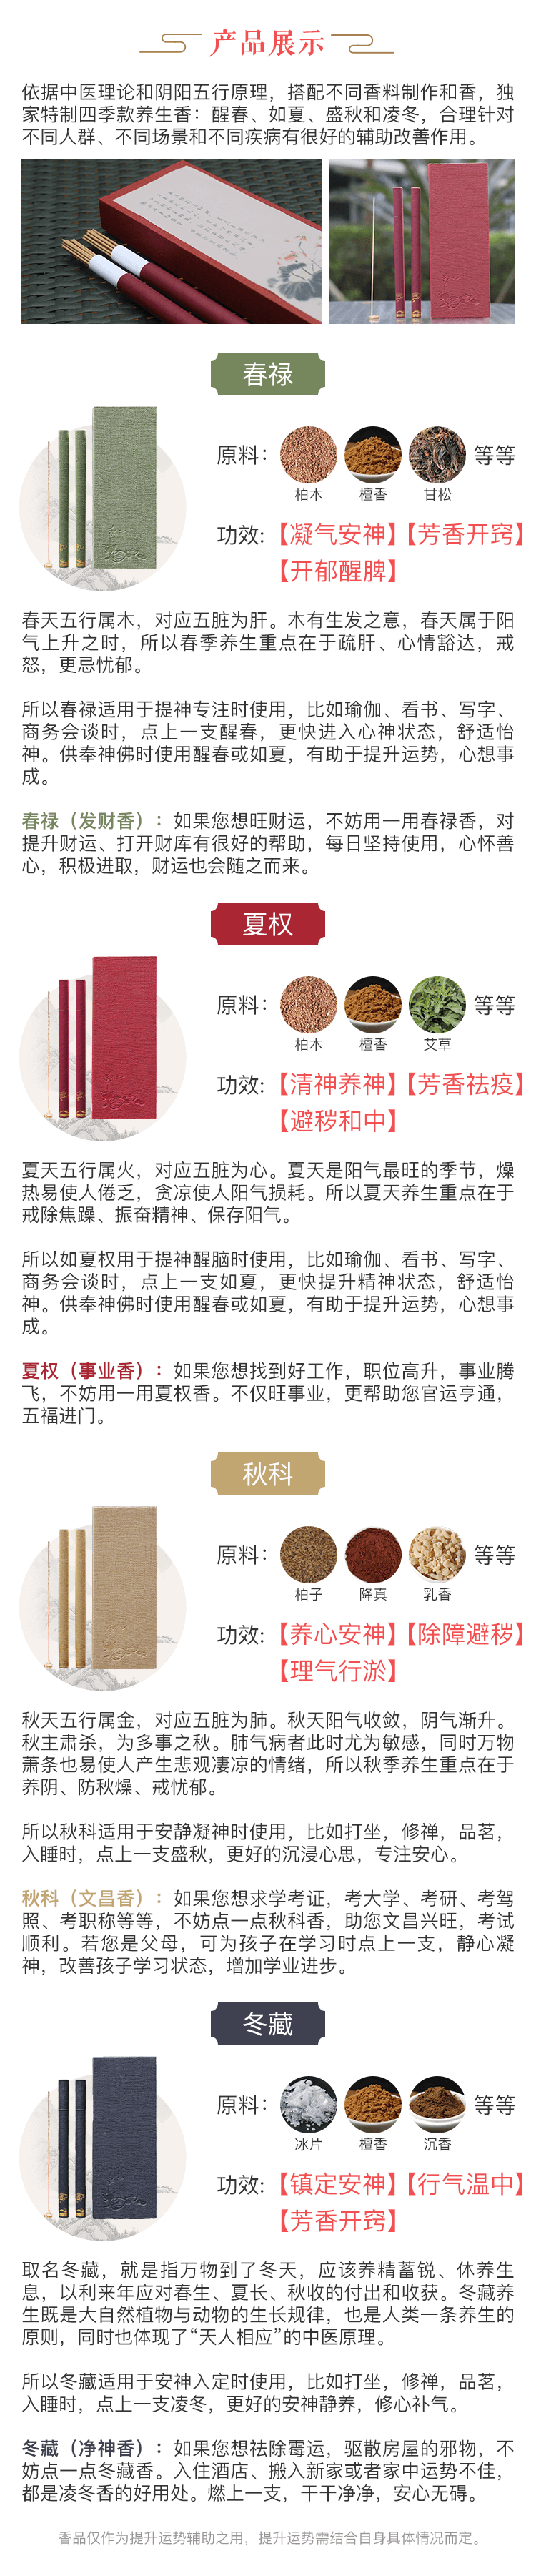 产品展示
依据中医理论和阴阳五行原理，搭配不同香料制作和香，独
家特制四季款养生香：醒春、如夏、盛秋和凌冬，合理针对
不同人群、不同场景和不同疾病有很好的辅助改善作用。
春禄
原料：
等等
柏木 檀香 甘松
功效:【凝气安神】【芳香开窍】
【开郁醒脾】
春天五行属木，对应五脏为肝。木有生发之意，春天属于阳
气上升之时，所以春季养生重点在于疏肝、心情豁达，戒
怒，更忌忧郁。
所以春禄适用于提神专注时使用，比如瑜伽、看书、写字、
商务会谈时，点上一支醒春，更快进入心神状态，舒适怡
神。供奉神佛时使用醒春或如夏，有助于提升运势，心想事
成。
春禄（发财香）：如果您想旺财运，不妨用一用春禄香，对
提升财运、打开财库有很好的帮助，每日坚持使用，心怀善
心，积极进取，财运也会随之而来。
夏权
原料：
等等
柏木 檀香 艾草
功效:【清神养神】【芳香祛疫】
【避秽和中】
夏天五行属火，对应五脏为心。夏天是阳气最旺的季节，燥
热易使人倦乏，贪凉使人阳气损耗。所以夏天养生重点在于
戒除焦躁、振奋精神、保存阳气。
所以如夏权用于提神醒脑时使用，比如瑜伽、看书、写字、
商务会谈时，点上一支如夏，更快提升精神状态，舒适怡
神。供奉神佛时使用醒春或如夏，有助于提升运势，心想事
成。
夏权（事业香）：如果您想找到好工作，职位高升，事业腾
飞，不妨用一用夏权香。不仅旺事业，更帮助您官运亨通，
五福进门。
秋科
原料：
等等
柏子 降真 乳香
功效:【养心安神】【除障避秽】
【理气行淤】
秋天五行属金，对应五脏为肺。秋天阳气收敛，阴气渐升。
秋主肃杀，为多事之秋。肺气病者此时尤为敏感，同时万物
萧条也易使人产生悲观凄凉的情绪，所以秋季养生重点在于
养阴、防秋燥、戒忧郁。
所以秋科适用于安静凝神时使用，比如打坐，修禅，品茗，
入睡时，点上一支盛秋，更好的沉浸心思，专注安心。
秋科（文昌香）：如果您想求学考证，考大学、考研、考驾
照、考职称等等，不妨点一点秋科香，助您文昌兴旺，考试
顺利。若您是父母，可为孩子在学习时点上一支，静心凝
神，改善孩子学习状态，增加学业进步。
冬藏
原料：
等等
冰片 檀香 沉香
功效:【镇定安神】【行气温中】
【芳香开窍】
取名冬藏，就是指万物到了冬天，应该养精蓄锐、休养生
息，以利来年应对春生、夏长、秋收的付出和收获。冬藏养
生既是大自然植物与动物的生长规律，也是人类一条养生的
原则，同时也体现了“天人相应”的中医原理。
所以冬藏适用于安神入定时使用，比如打坐，修禅，品茗，
入睡时，点上一支凌冬，更好的安神静养，修心补气。
冬藏（净神香）：如果您想祛除霉运，驱散房屋的邪物，不
妨点一点冬藏香。入住酒店、搬入新家或者家中运势不佳，
都是凌冬香的好用处。燃上一支，干干净净，安心无碍。
香品仅作为提升运势辅助之用，提升运势需结合自身具体情况而定。